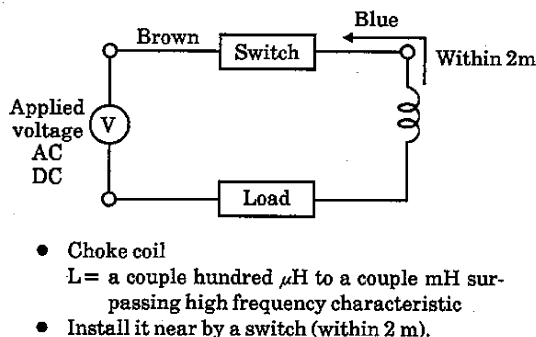 Blue
Brown
Switch
Within 2m
Applied
voltage
AC
DC
V
Load
● Choke coil
L= a couple hundred μH to a couple mH sur-
passing high frequency characteristic
● Install it near by a switch (within 2 m).